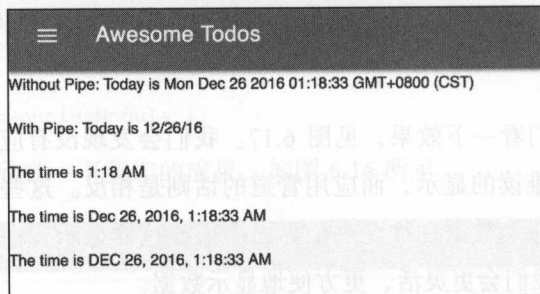 Awesome Todos
Without Pipe: Today is Mon Dec 26 2016 01:18:33 GMT+0800 (CST)
With Pipe: Today is 12/26/16
The time is 1:18 AM
The time is Dec 26, 2016, 1:18:33 AM
The time is DEC 26, 2016, 1:18:33 AM